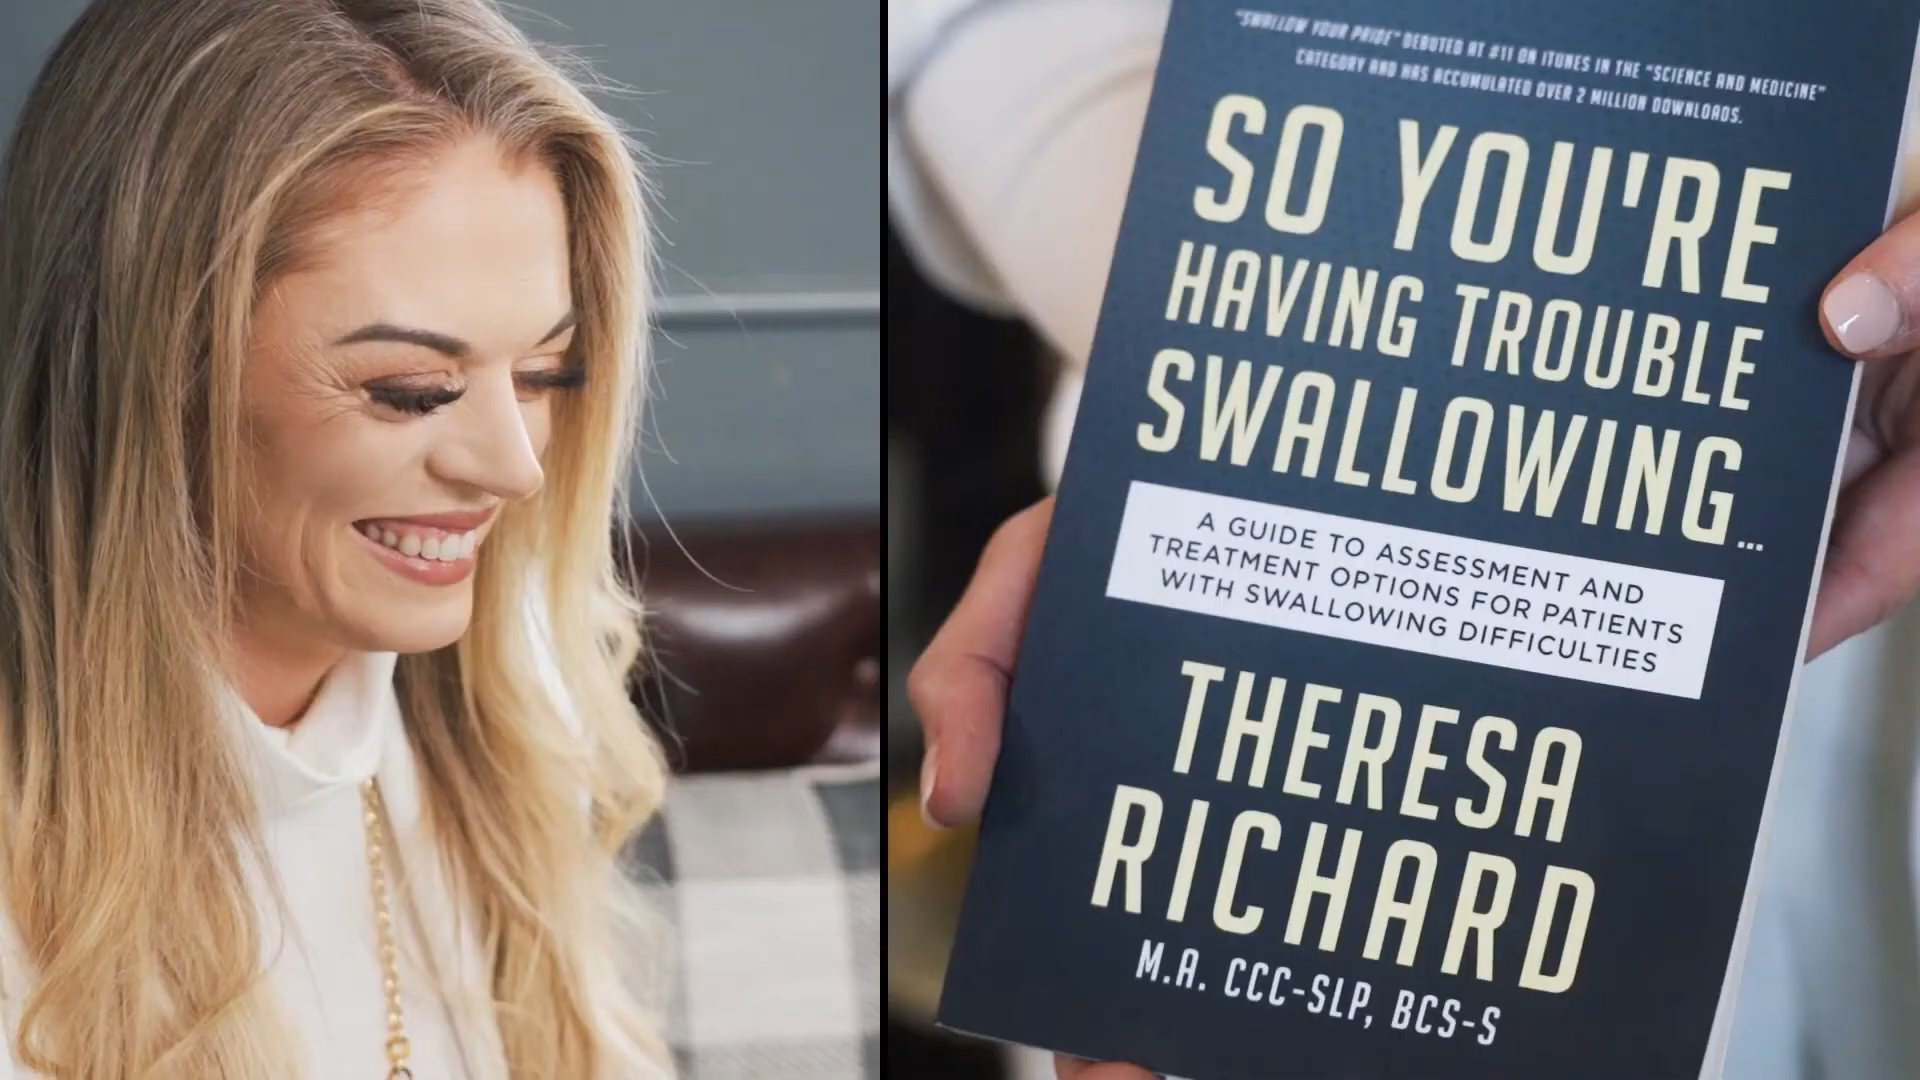 "SWALLOW YOUR PRIDE" DEBUTED AT #11 ON ITUNES IN THE "SCIENCE AND MEDICINE"
CATEGORY AND HAS ACCUMULATED OVER 2 MILLION DOWNLOADS.
SO YOU'RE
HAVING TROUBLE
SWALLOWING...
A GUIDE TO ASSESSMENT AND
TREATMENT OPTIONS FOR PATIENTS
WITH SWALLOWING DIFFICULTIES
THERESA
RICHARD
M.A. CCC-SLP, BCS-S